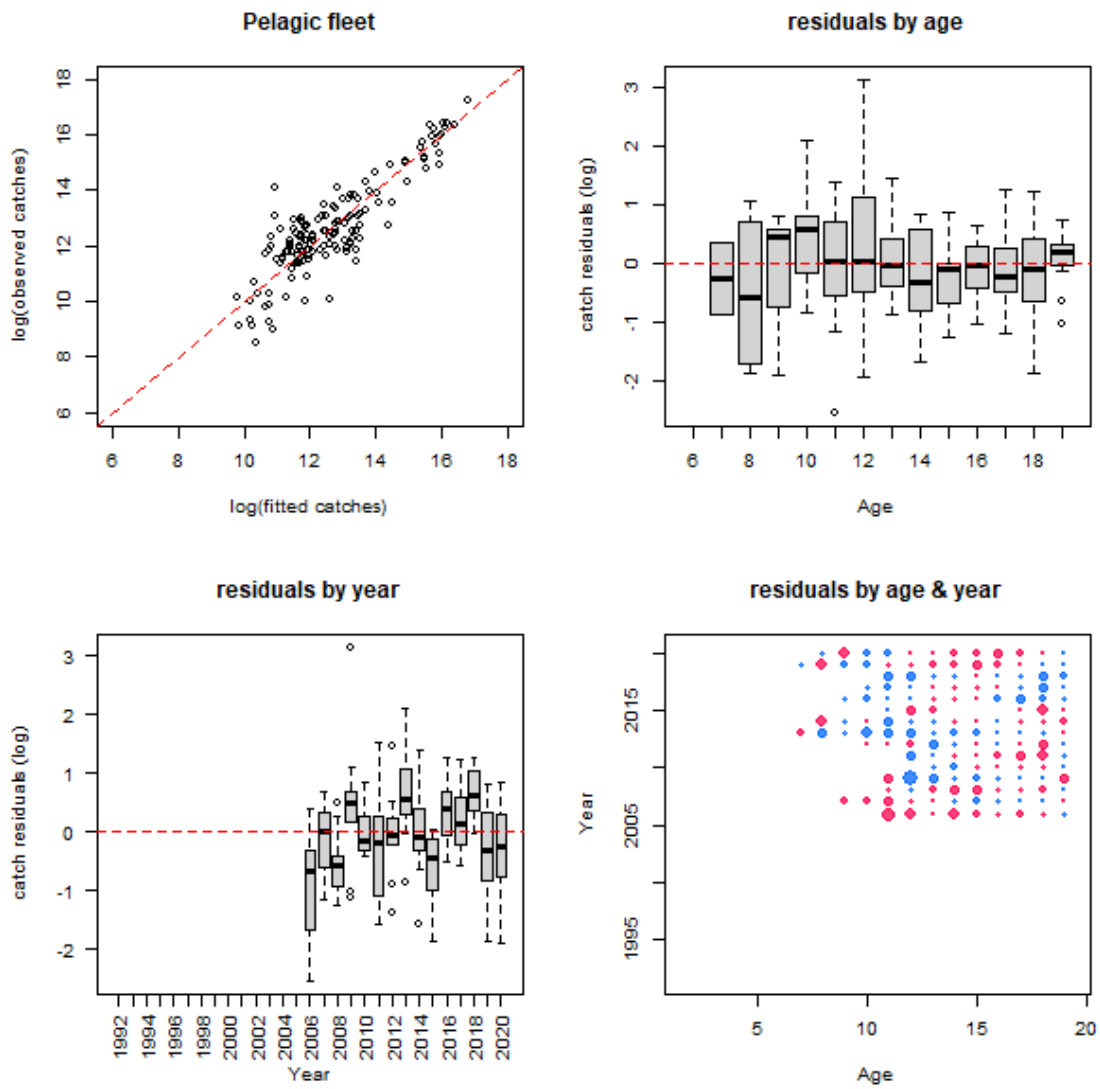 Pelagic fleet
18
16
14
12
10
8
6
log(observed catches)
6 8 10 12 14 16 18
log(fitted catches)
residuals by age
3
2
1
0
-1
-2
catch residuals (log)
6 8 10 12 14 16 18
Age
residuals by year
3
2
1
0
-1
-2
catch residuals (log)
1992 1994 1996 1998 2000 2002 2004 2006 2008 2010 2012 2014 2016 2018 2020
Year
residuals by age & year
2015
2005
1995
Year
5 10 15 20
Age